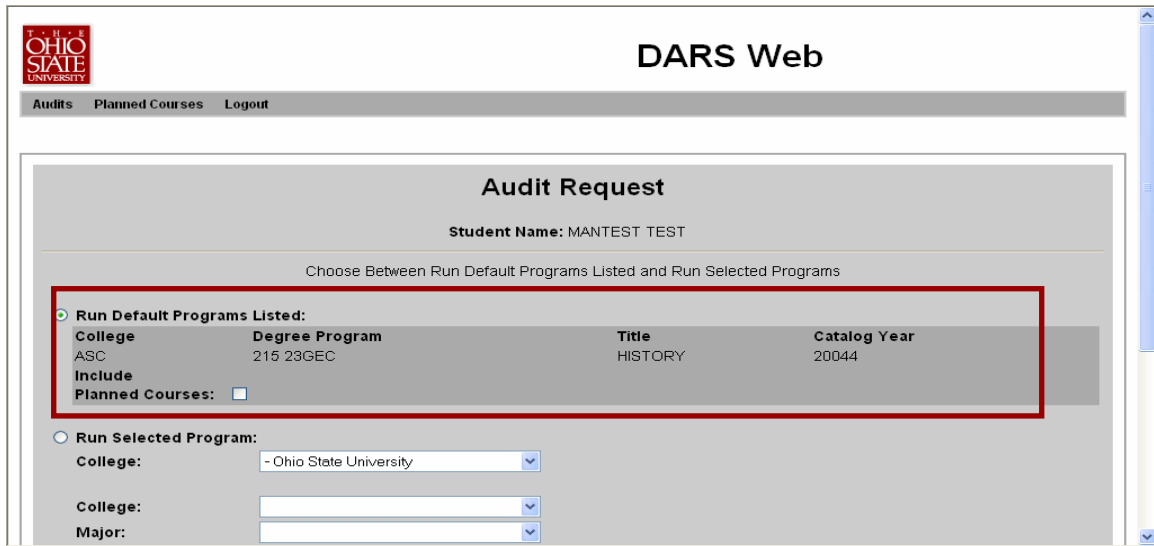 T · H · E
OHIO
STATE
UNIVERSITY
DARS Web
Audits Planned Courses Logout
Audit Request
Student Name: MANTEST TEST
Choose Between Run Default Programs Listed and Run Selected Programs
Run Default Programs Listed:
College Degree Program Title Catalog Year
ASC 215 23GEC HISTORY 20044
Include
Planned Courses:
Run Selected Program:
College: - Ohio State University
College:
Major: